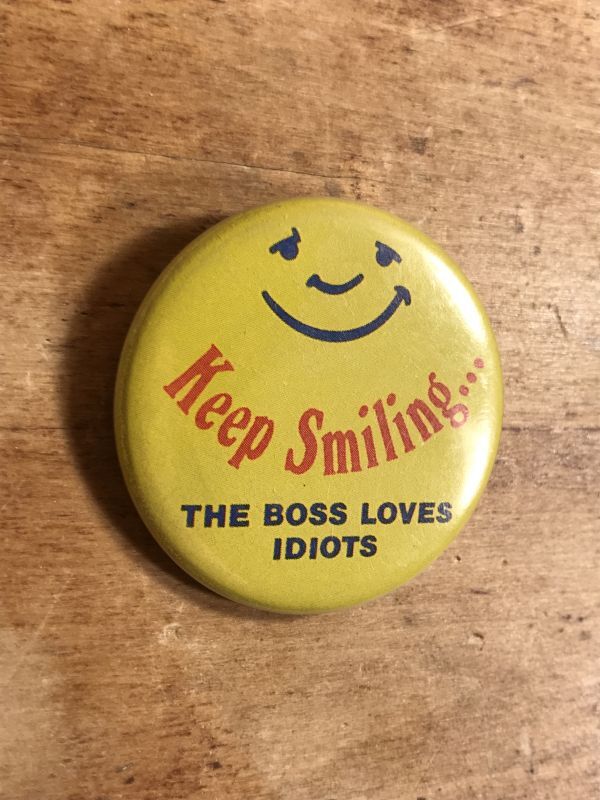 Keep Smiling...
THE BOSS LOVES
IDIOTS